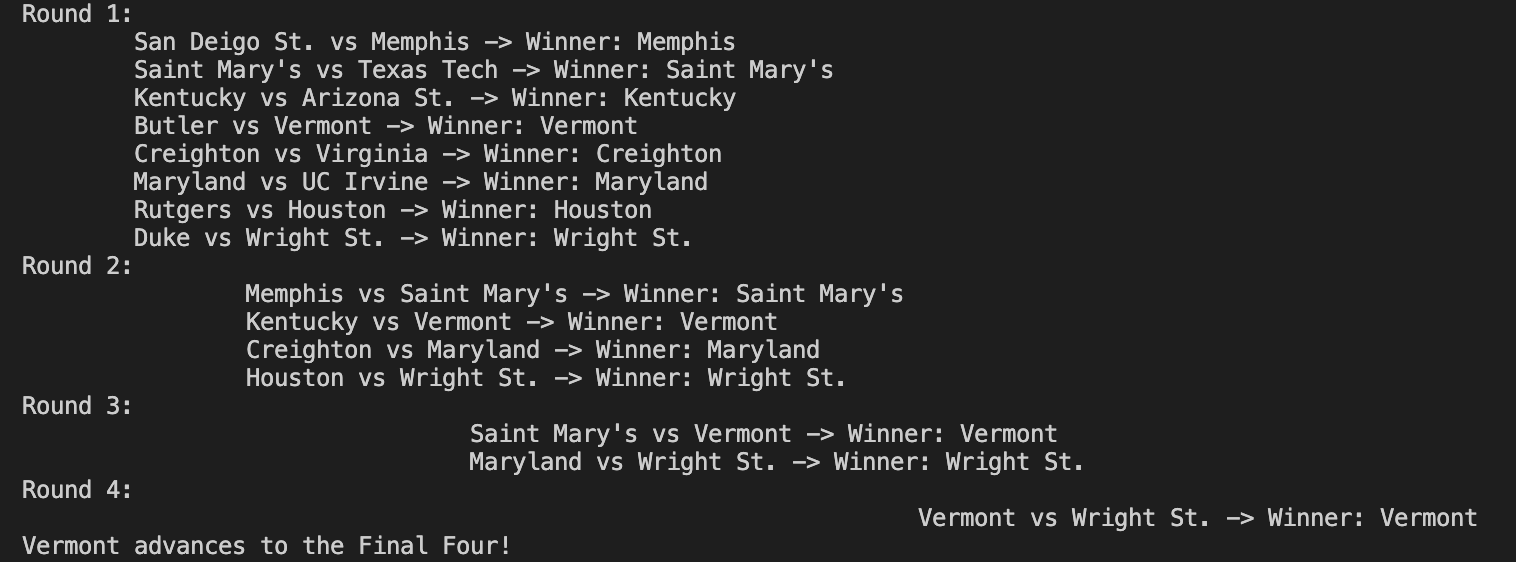 Round 1:
San Deigo St. vs Memphis -> Winner: Memphis
Saint Mary's vs Texas Tech -> Winner: Saint Mary's
Kentucky vs Arizona St. -> Winner: Kentucky
Butler vs Vermont -> Winner: Vermont
Creighton vs Virginia -> Winner: Creighton
Maryland vs UC Irvine -> Winner: Maryland
Rutgers vs Houston -> Winner: Houston
Duke vs Wright St. -> Winner: Wright St.
Round 2:
Memphis vs Saint Mary's -> Winner: Saint Mary's
Kentucky vs Vermont -> Winner: Vermont
Creighton vs Maryland -> Winner: Maryland
Houston vs Wright St. -> Winner: Wright St.
Round 3:
Saint Mary's vs Vermont -> Winner: Vermont
Maryland vs Wright St. -> Winner: Wright St.
Round 4:
Vermont vs Wright St. -> Winner: Vermont
Vermont advances to the Final Four!